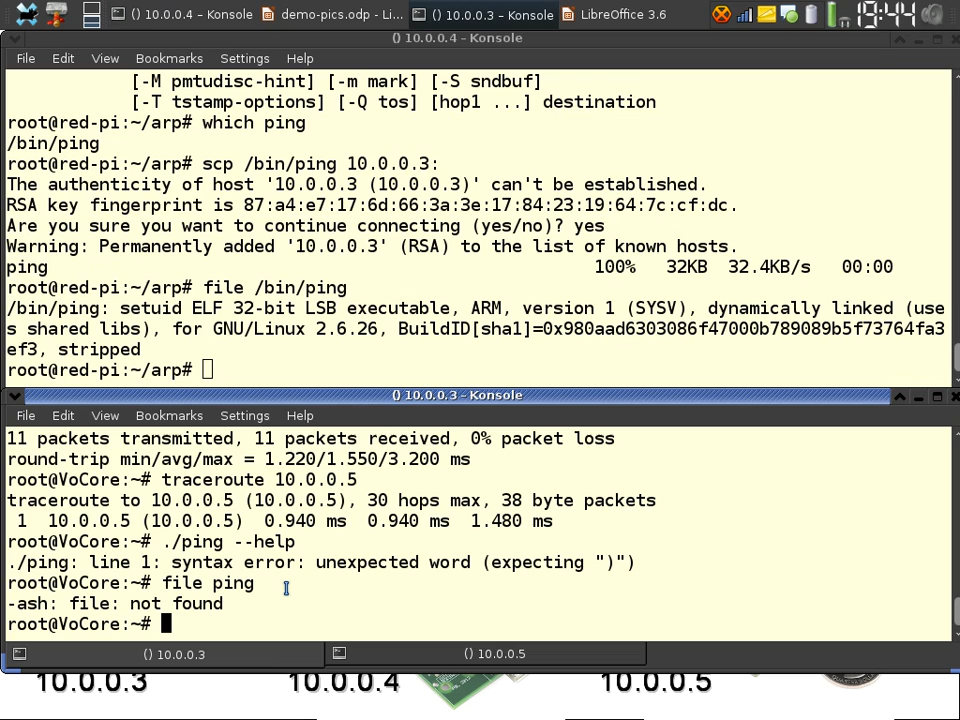 () 10.0.0.4 – Konsole
demo-pics.odp - Li...
() 10.0.0.3 – Konsole
LibreOffice 3.6
19:44
() 10.0.0.4 – Konsole
File Edit View Bookmarks Settings Help
[-M pmtudisc-hint] [-m mark] [-S sndbuf]
[-T tstamp-options] [-Q tos] [hop1 ...] destination
root@red-pi:~/arp# which ping
/bin/ping
root@red-pi:~/arp# scp /bin/ping 10.0.0.3:
The authenticity of host '10.0.0.3 (10.0.0.3)' can't be established.
RSA key fingerprint is 87:a4:e7:17:6d:66:3a:3e:17:84:23:19:64:7c:cf:dc.
Are you sure you want to continue connecting (yes/no)? yes
Warning: Permanently added '10.0.0.3' (RSA) to the list of known hosts.
ping 100% 32KB 32.4KB/s 00:00
root@red-pi:~/arp# file /bin/ping
/bin/ping: setuid ELF 32-bit LSB executable, ARM, version 1 (SYSV), dynamically linked (use
s shared libs), for GNU/Linux 2.6.26, BuildID[sha1]=0x980aad6303086f47000b789089b5f73764fa3
ef3, stripped
root@red-pi:~/arp#
() 10.0.0.3 – Konsole
File Edit View Bookmarks Settings Help
11 packets transmitted, 11 packets received, 0% packet loss
round-trip min/avg/max = 1.220/1.550/3.200 ms
root@VoCore:~# traceroute 10.0.0.5
traceroute to 10.0.0.5 (10.0.0.5), 30 hops max, 38 byte packets
1 10.0.0.5 (10.0.0.5) 0.940 ms 0.940 ms 1.480 ms
root@VoCore:~# ./ping --help
./ping: line 1: syntax error: unexpected word (expecting ")")
root@VoCore:~# file ping
-ash: file: not found
root@VoCore:~#
() 10.0.0.3
() 10.0.0.5
10.0.0.3 10.0.0.4 10.0.0.5